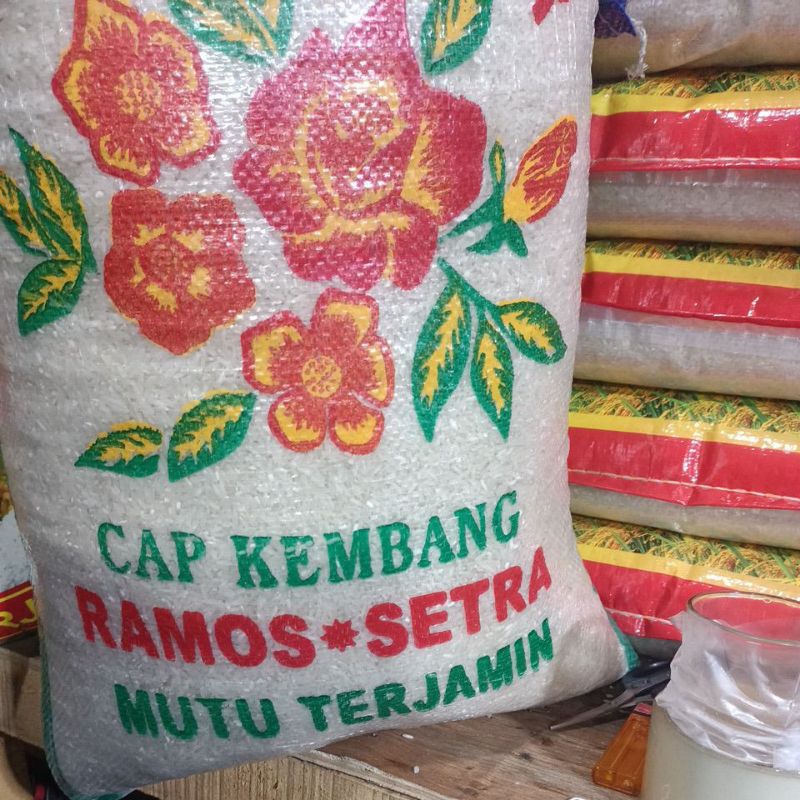 CAP KEMBANG
RAMOS*SETRA
MUTU TERJAMIN